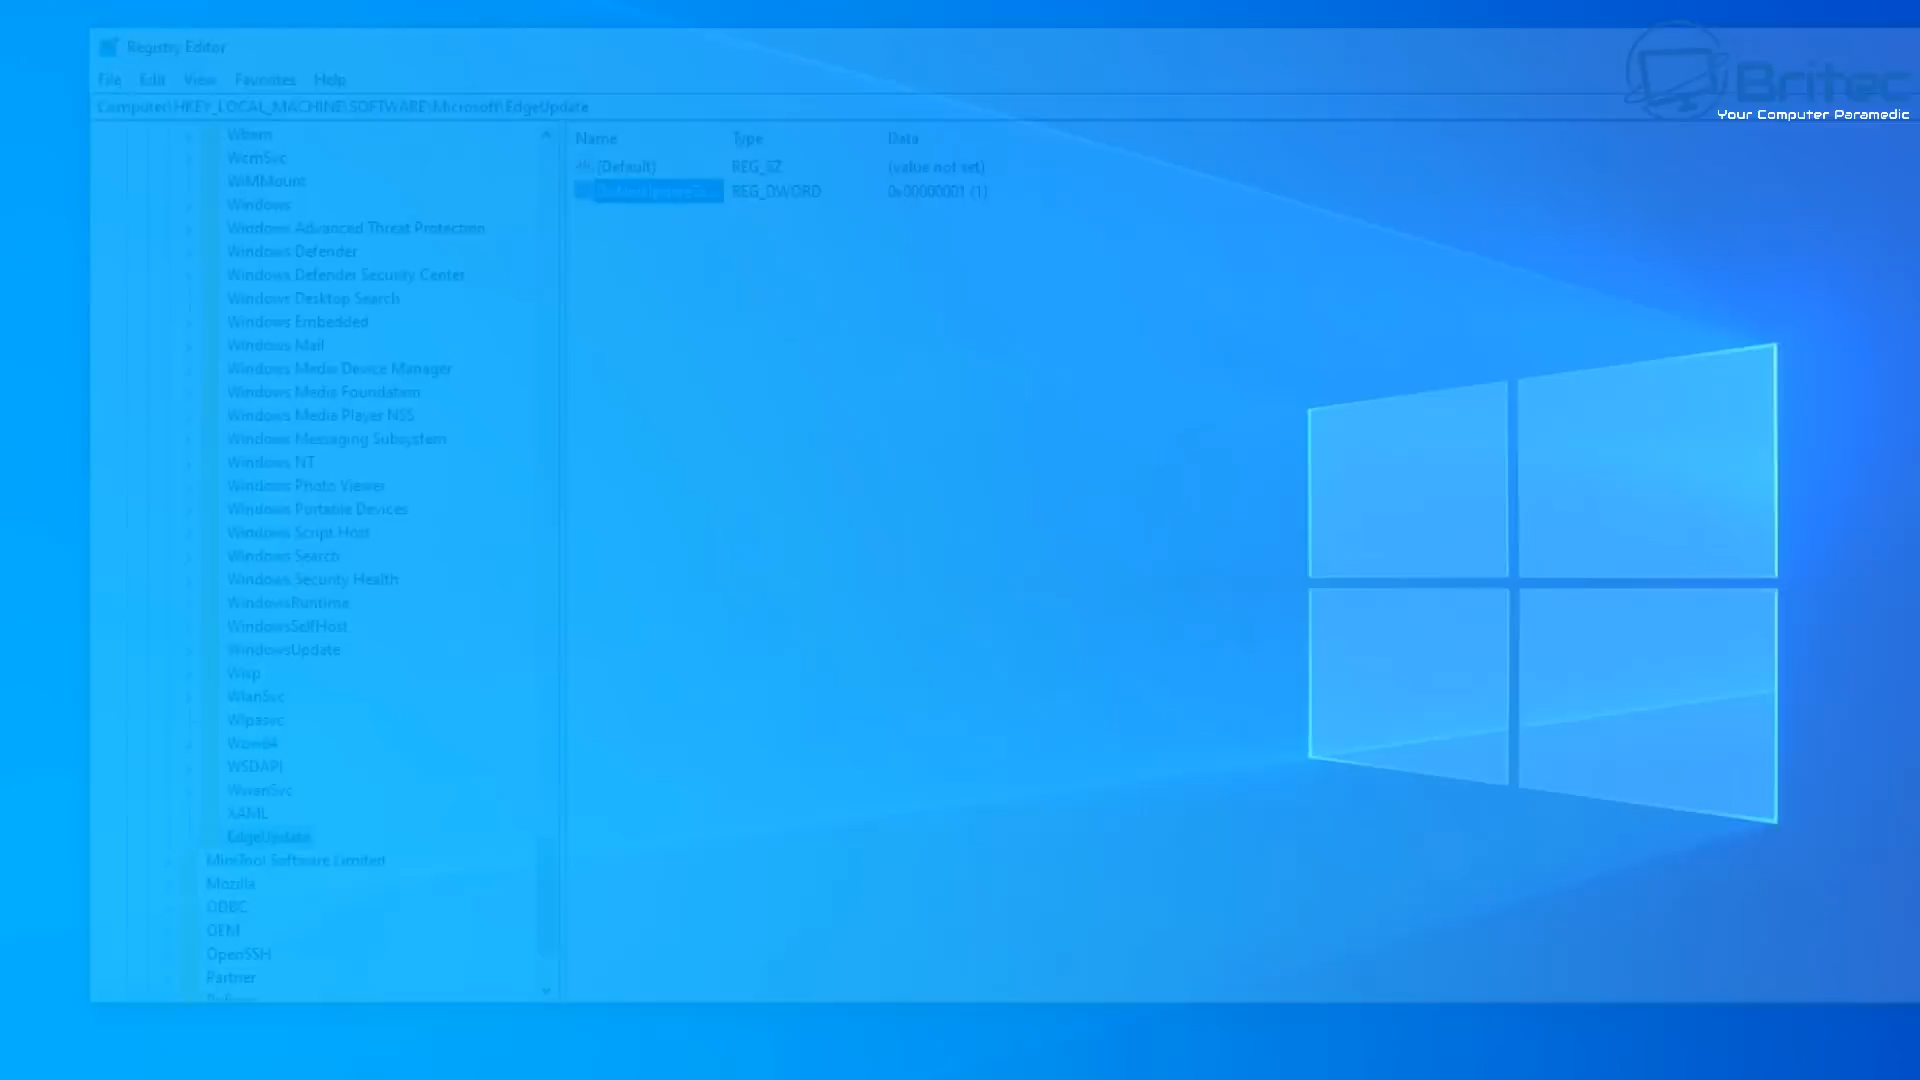 Registry Editor
File Edit View Favorites Help
Computer\HKEY_LOCAL_MACHINE\SOFTWARE\Microsoft\EdgeUpdate
Britec
Your Computer Paramedic
Name Type Data
(Default) REG_SZ (value not set)
REG_DWORD 0x00000001 (1)
Wbem
WcmSvc
WIMMount
Windows
Windows Advanced Threat Protection
Windows Defender
Windows Defender Security Center
Windows Desktop Search
Windows Embedded
Windows Mail
Windows Media Device Manager
Windows Media Foundation
Windows Media Player NSS
Windows Messaging Subsystem
Windows NT
Windows Photo Viewer
Windows Portable Devices
Windows Script Host
Windows Search
Windows Security Health
WindowsRuntime
WindowsSelfHost
WindowsUpdate
Wisp
WlanSvc
Wlpasvc
Wow64
WSDAPI
WwanSvc
XAML
EdgeUpdate
MiniTool Software Limited
Mozilla
ODBC
OEM
OpenSSH
Partner